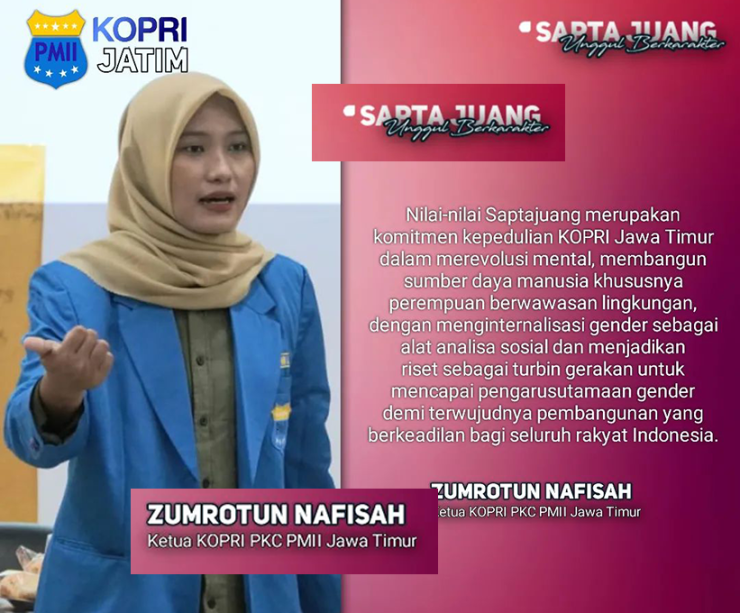 PMII
KOPRI
JATIM
SAPTA JUANG
Unggul Berkarakter
SAPTA JUANG
Unggul Berkarakter
Nilai-nilai Saptajuang merupakan
komitmen kepedulian KOPRI Jawa Timur
dalam merevolusi mental, membangun
sumber daya manusia khususnya
perempuan berwawasan lingkungan,
dengan menginternalisasi gender sebagai
alat analisa sosial dan menjadikan
riset sebagai turbin gerakan untuk
mencapai pengarusutamaan gender
demi terwujudnya pembangunan yang
berkeadilan bagi seluruh rakyat Indonesia.
ZUMROTUN NAFISAH
Ketua KOPRI PKC PMII Jawa Timur
ZUMROTUN NAFISAH
Ketua KOPRI PKC PMII Jawa Timur